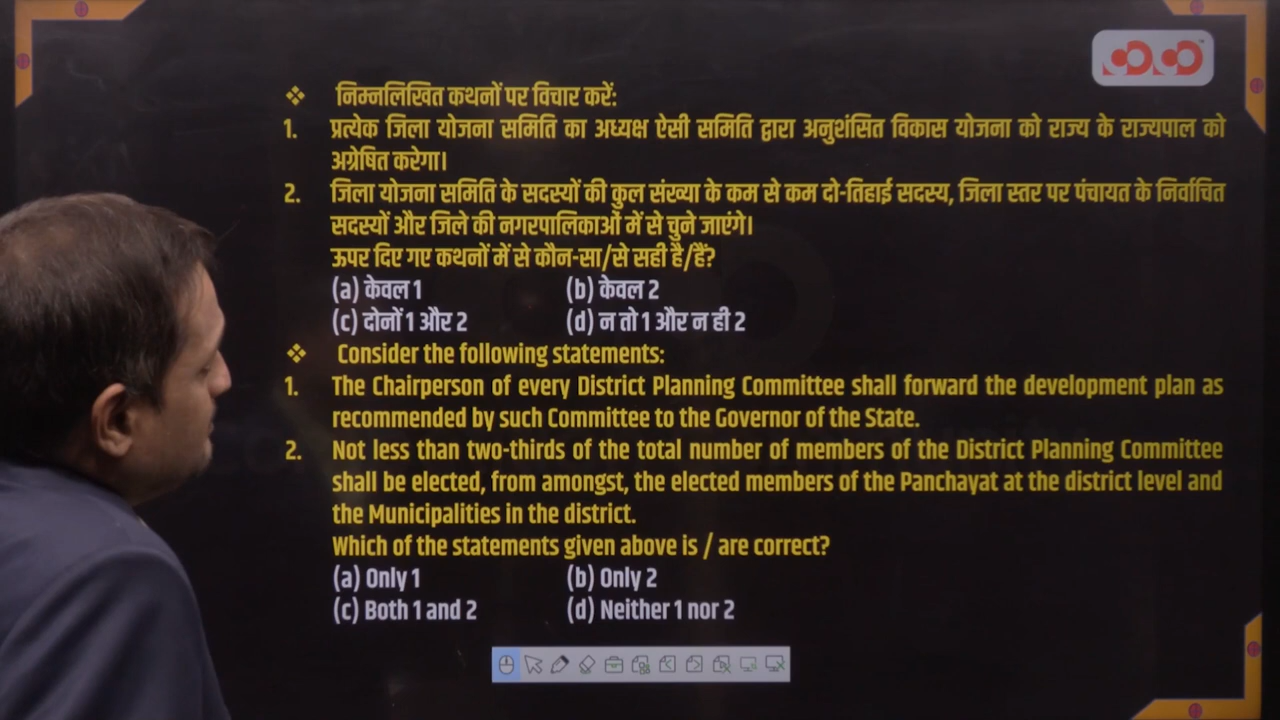 ❖ निम्नलिखित कथनों पर विचार करें:
1. प्रत्येक जिला योजना समिति का अध्यक्ष ऐसी समिति द्वारा अनुशंसित विकास योजना को राज्य के राज्यपाल को
अग्रेषित करेगा।
2. जिला योजना समिति के सदस्यों की कुल संख्या के कम से कम दो-तिहाई सदस्य, जिला स्तर पर पंचायत के निर्वाचित
सदस्यों और जिले की नगरपालिकाओं में से चुने जाएंगे।
ऊपर दिए गए कथनों में से कौन-सा/से सही है/हैं?
(a) केवल 1 (b) केवल 2
(c) दोनों 1 और 2 (d) न तो 1 और न ही 2
❖ Consider the following statements:
1. The Chairperson of every District Planning Committee shall forward the development plan as
recommended by such Committee to the Governor of the State.
2. Not less than two-thirds of the total number of members of the District Planning Committee
shall be elected, from amongst, the elected members of the Panchayat at the district level and
the Municipalities in the district.
Which of the statements given above is / are correct?
(a) Only 1 (b) Only 2
(c) Both 1 and 2 (d) Neither 1 nor 2